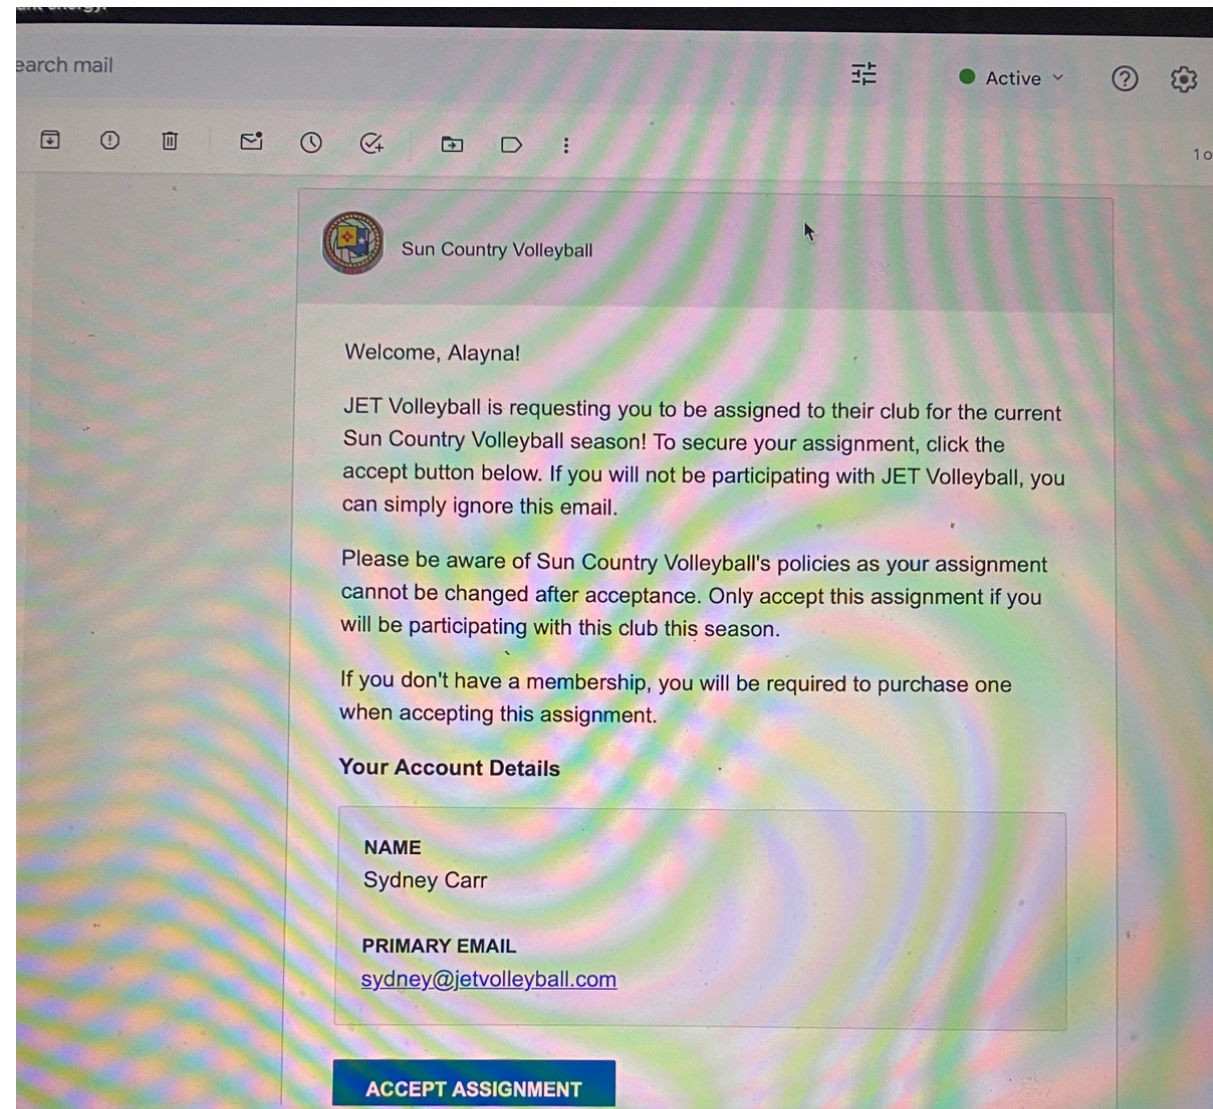 earch mail
Active
1 o
Sun Country Volleyball
Welcome, Alayna!
JET Volleyball is requesting you to be assigned to their club for the current
Sun Country Volleyball season! To secure your assignment, click the
accept button below. If you will not be participating with JET Volleyball, you
can simply ignore this email.
Please be aware of Sun Country Volleyball's policies as your assignment
cannot be changed after acceptance. Only accept this assignment if you
will be participating with this club this season.
If you don't have a membership, you will be required to purchase one
when accepting this assignment.
Your Account Details
NAME
Sydney Carr
PRIMARY EMAIL
sydney@jetvolleyball.com
ACCEPT ASSIGNMENT